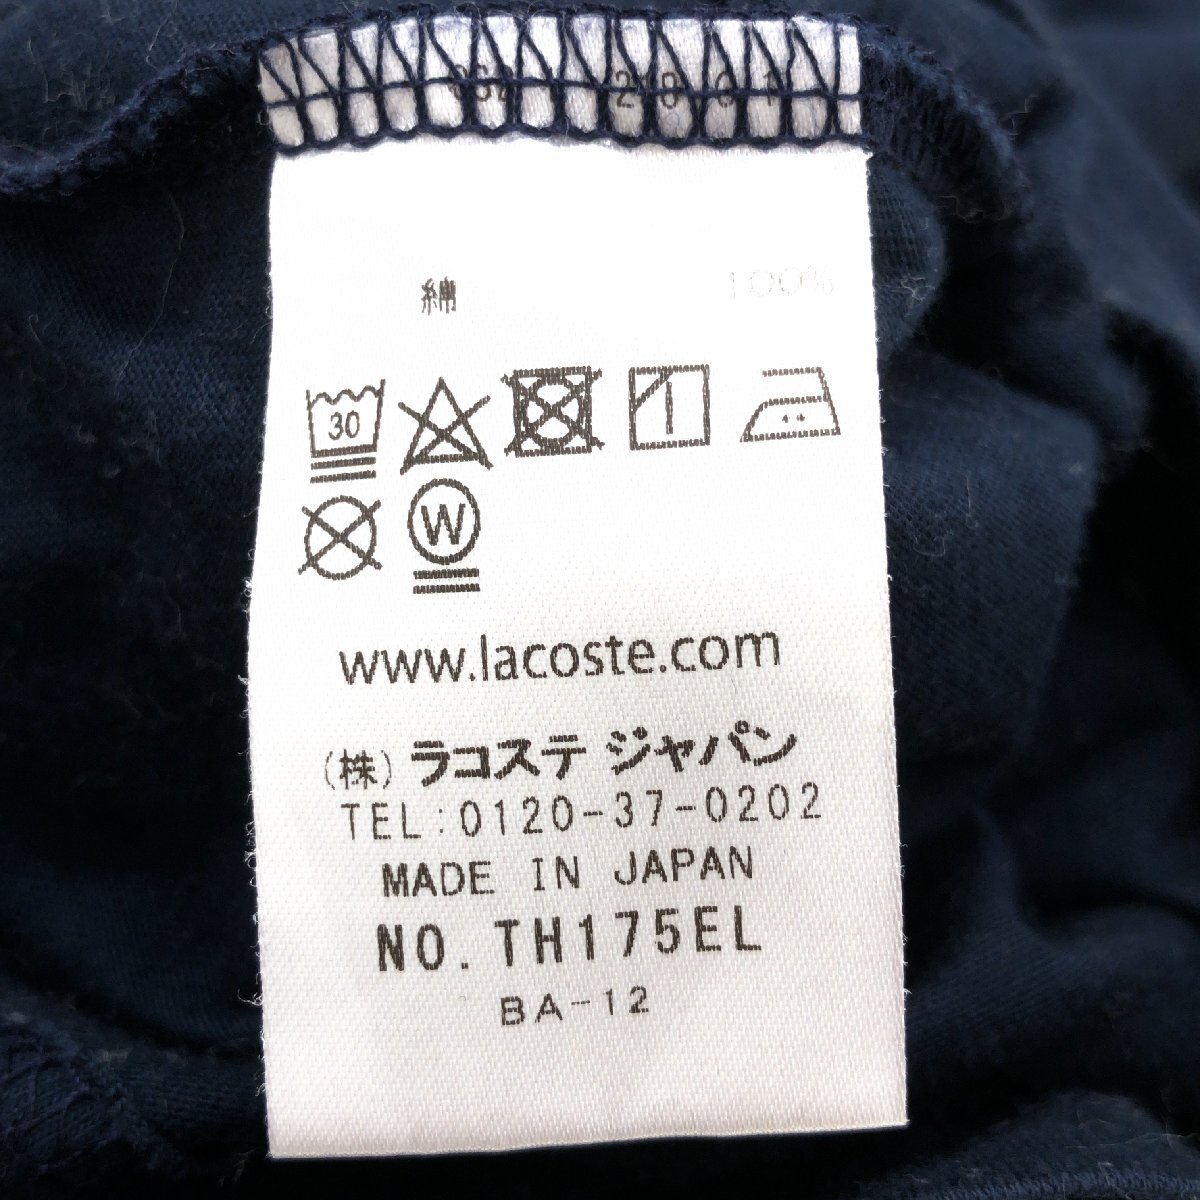 綿 100%
30
W
www.lacoste.com
(株) ラコステ ジャパン
TEL:0120-37-0202
MADE IN JAPAN
NO. TH175EL
BA-12